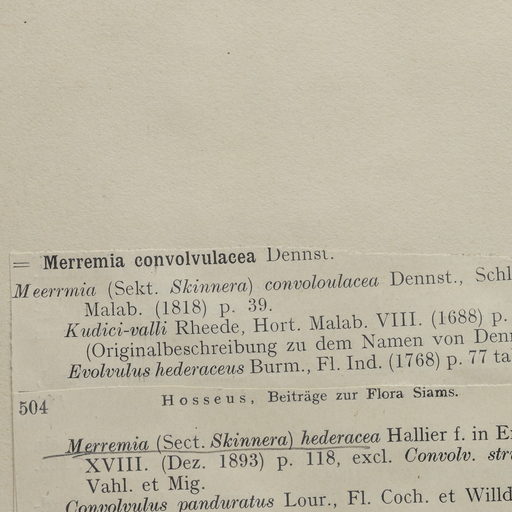 = Merremia convolvulacea Dennst.
Meerrmia (Sekt. Skinnera) convoloulacea Dennst., Schl
Malab. (1818) p. 39.
Kudici-valli Rheede, Hort. Malab. VIII. (1688) p.
(Originalbeschreibung zu dem Namen von Denn
Evolvulus hederaceus Burm., Fl. Ind. (1768) p. 77 ta
504 Hosseus, Beiträge zur Flora Siams.
Merremia (Sect. Skinnera) hederacea Hallier f. in E
XVIII. (Dez. 1893) p. 118, excl. Convolv. stri
Vahl. et Mig.
Convolvulus panduratus Lour., Fl. Coch. et Willd